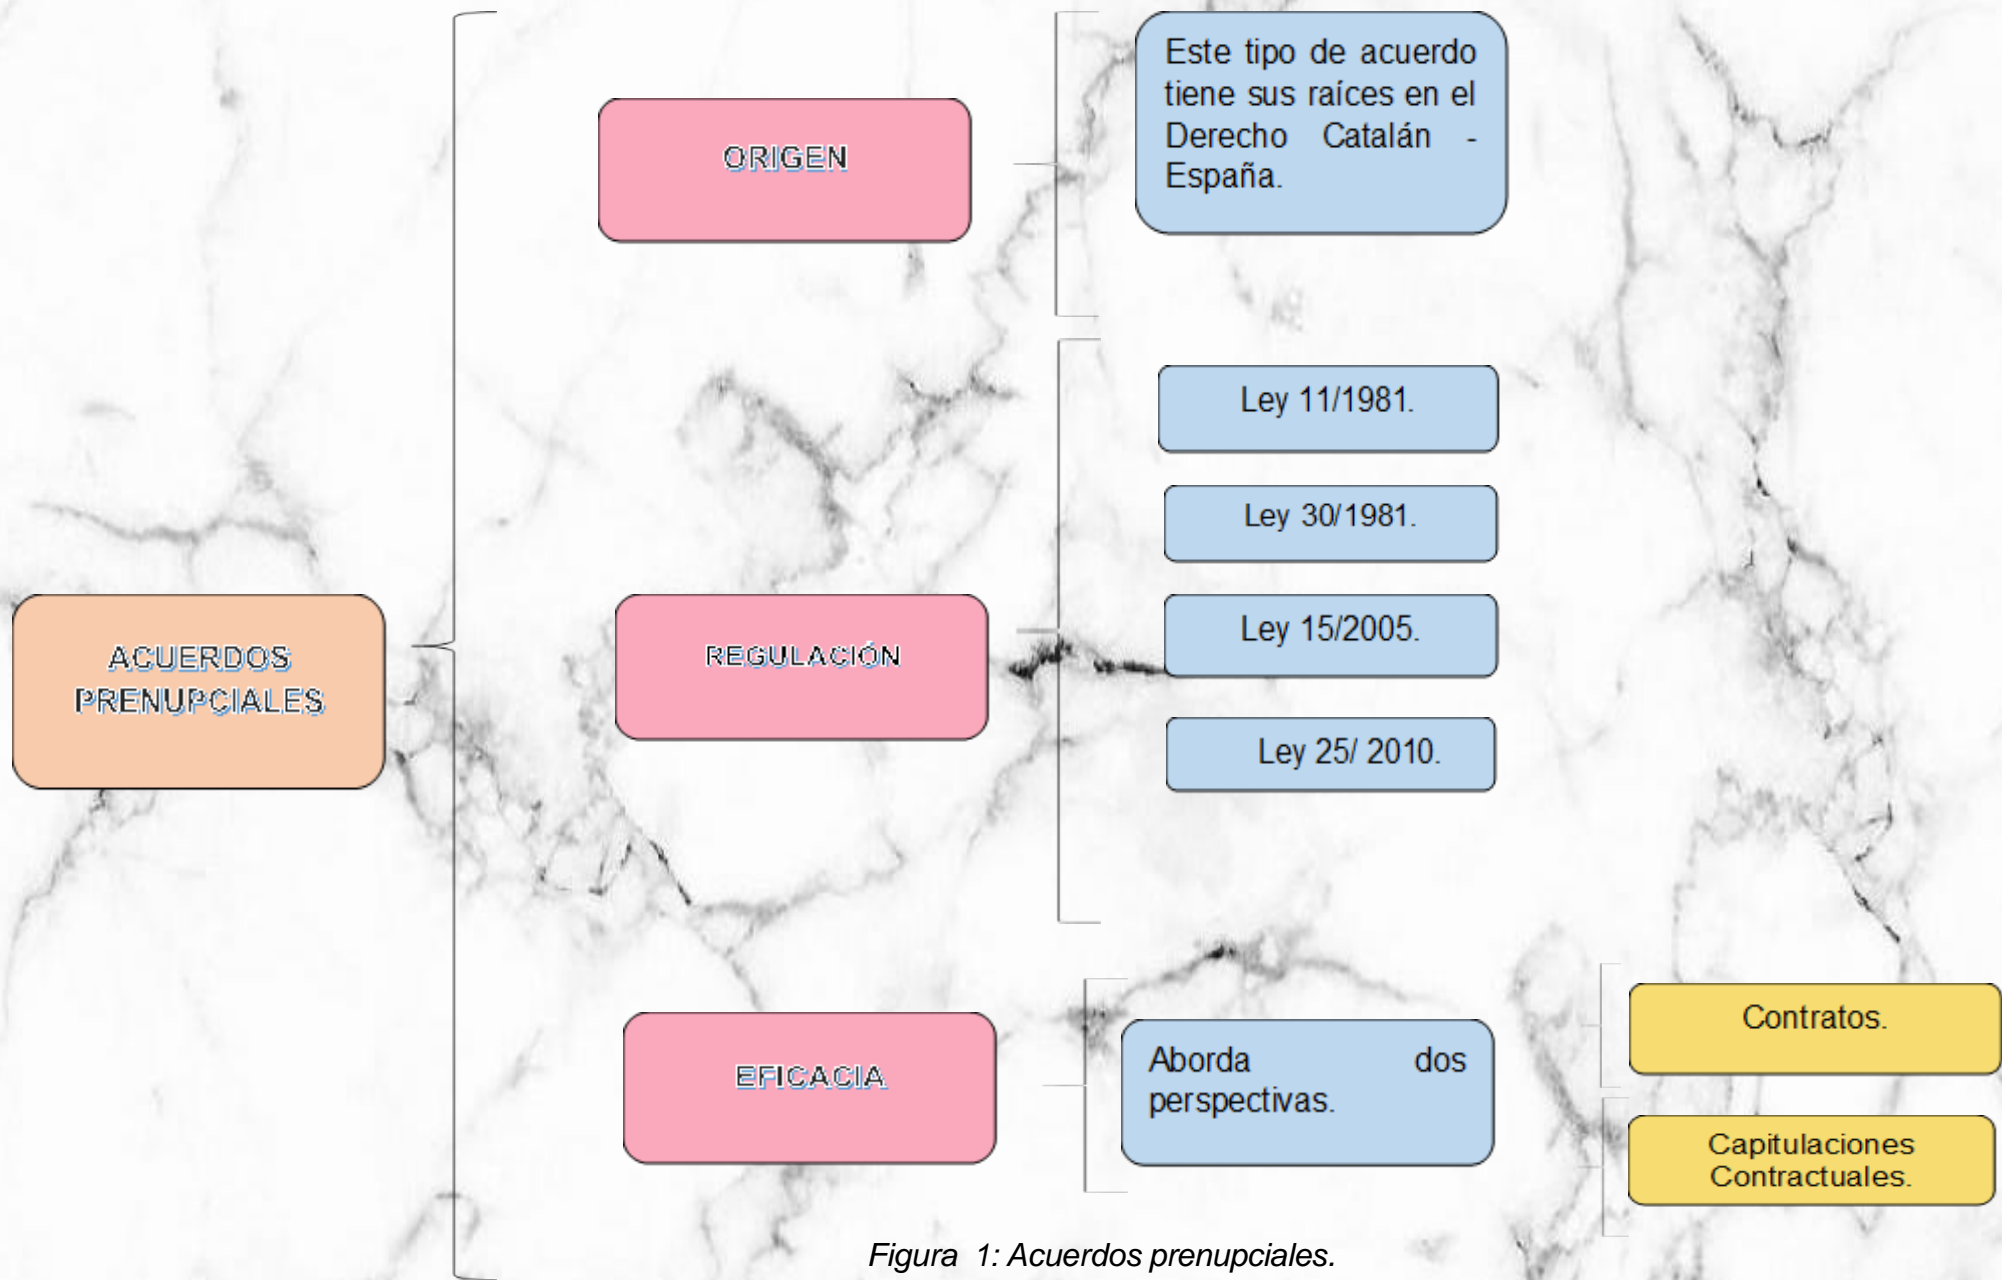 ACUERDOS
PRENUPCIALES
ORIGEN
Este tipo de acuerdo
tiene sus raíces en el
Derecho Catalán -
España.
REGULACIÓN
Ley 11/1981.
Ley 30/1981.
Ley 15/2005.
Ley 25/ 2010.
EFICACIA
Aborda dos
perspectivas.
Contratos.
Capitulaciones
Contractuales.
Figura 1: Acuerdos prenupciales.